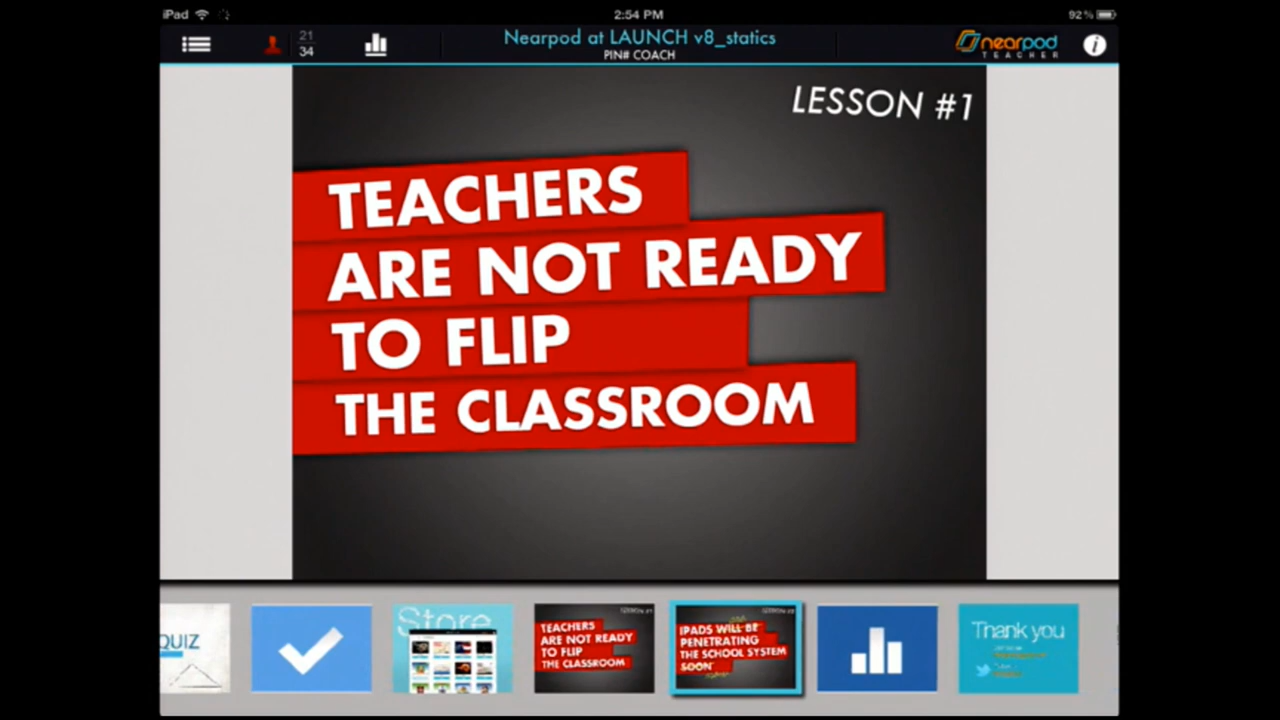 iPad
2:54 PM
92%
21
34
Nearpod at LAUNCH v8_statics
PIN# COACH
nearpod
TEACHER
i
LESSON #1
TEACHERS
ARE NOT READY
TO FLIP
THE CLASSROOM
QUIZ
Store
TEACHERS
ARE NOT READY
TO FLIP
THE CLASSROOM
IPADS WILL BE
PENETRATING
THE SCHOOL SYSTEM
SOON
Thank you